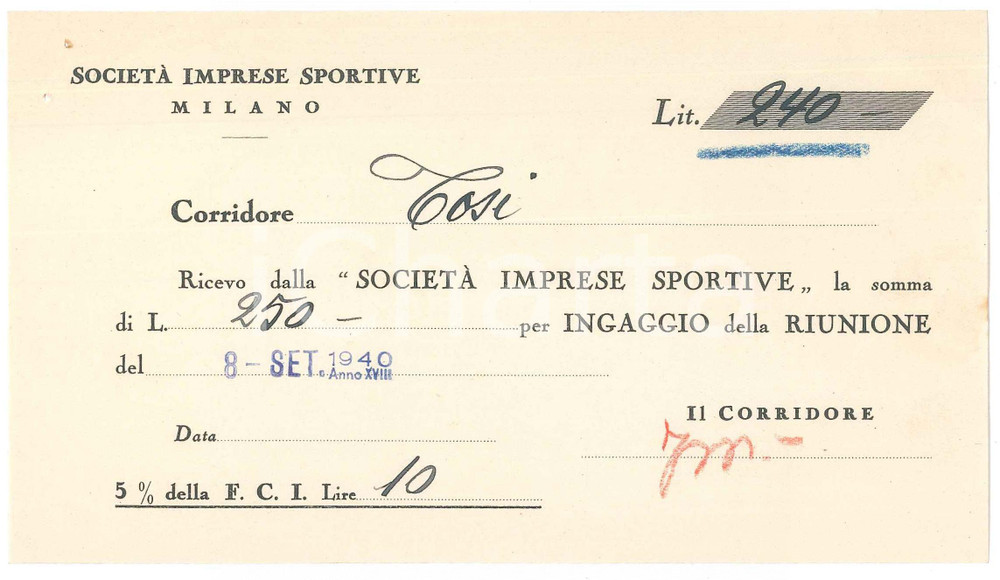 SOCIETÀ IMPRESE SPORTIVE
MILANO
Lit. 240 —
Corridore Tosi
Ricevo dalla “ SOCIETÀ IMPRESE SPORTIVE „ la somma
di L. 250 — per INGAGGIO della RIUNIONE
del 8 - SET. 1940 Anno XVIII
Il CORRIDORE
Data
5 % della F. C. I. Lire 10